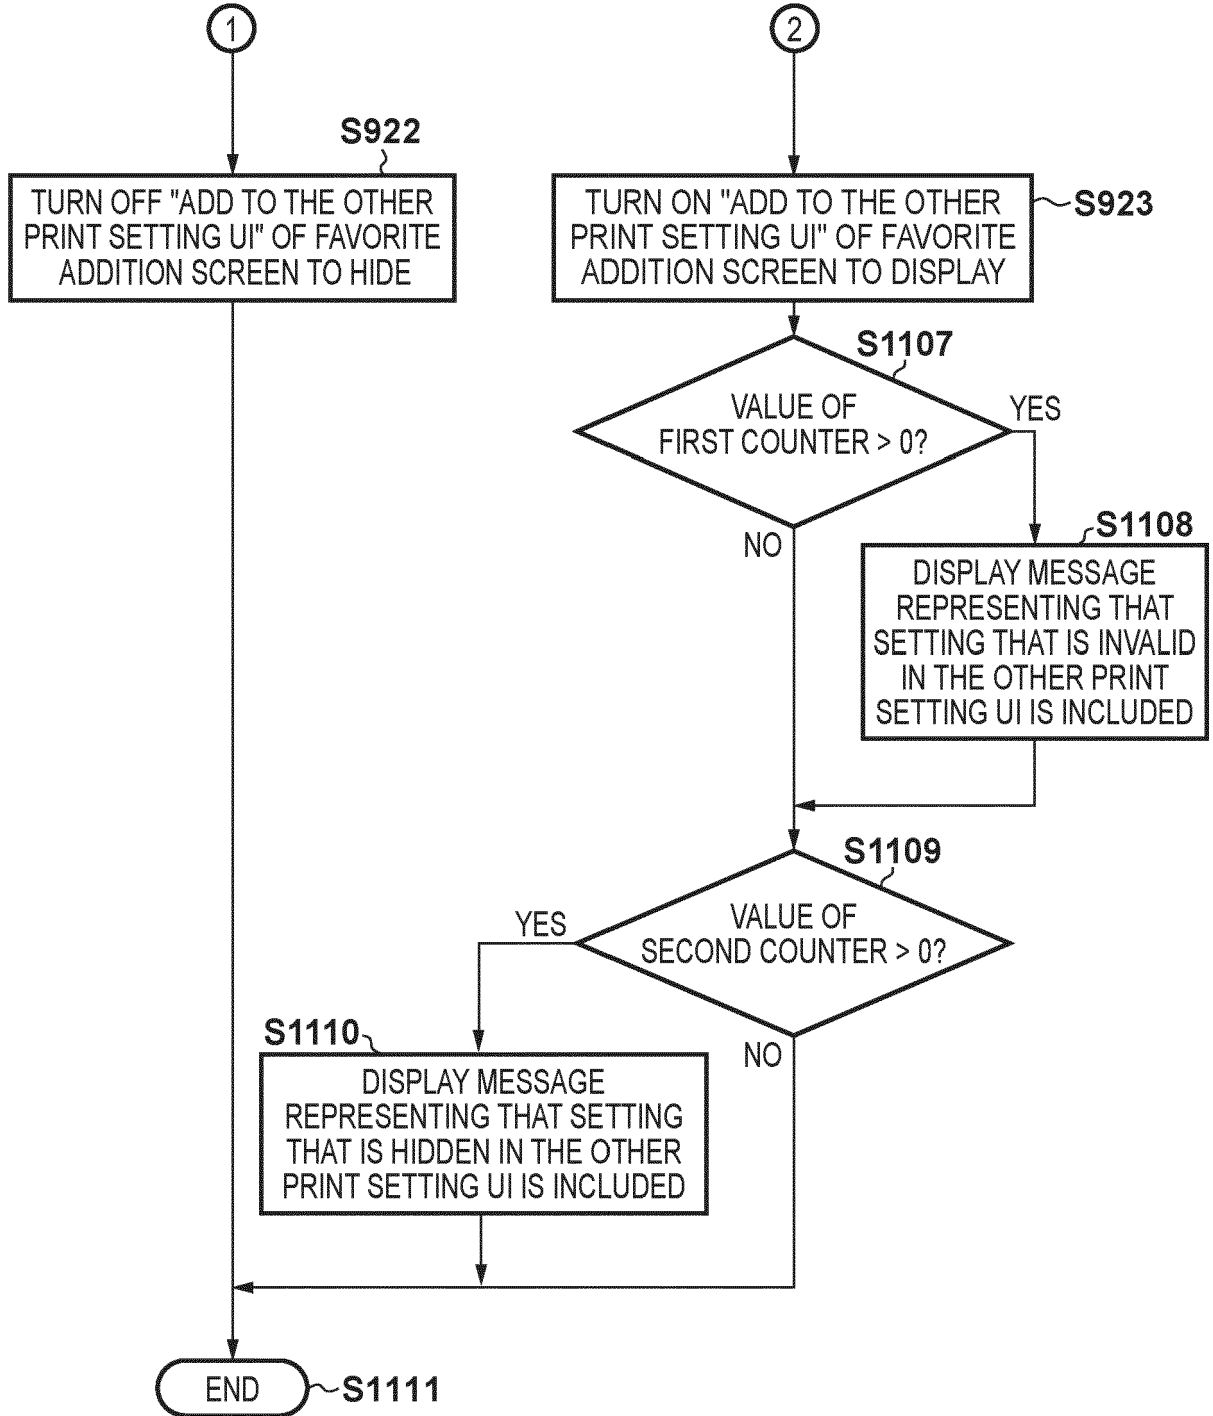 1
2
S922
TURN OFF "ADD TO THE OTHER
PRINT SETTING UI" OF FAVORITE
ADDITION SCREEN TO HIDE
S923
TURN ON "ADD TO THE OTHER
PRINT SETTING UI" OF FAVORITE
ADDITION SCREEN TO DISPLAY
S1107
VALUE OF
FIRST COUNTER > 0?
YES
NO
S1108
DISPLAY MESSAGE
REPRESENTING THAT
SETTING THAT IS INVALID
IN THE OTHER PRINT
SETTING UI IS INCLUDED
S1109
VALUE OF
SECOND COUNTER > 0?
YES
NO
S1110
DISPLAY MESSAGE
REPRESENTING THAT SETTING
THAT IS HIDDEN IN THE OTHER
PRINT SETTING UI IS INCLUDED
END
S1111